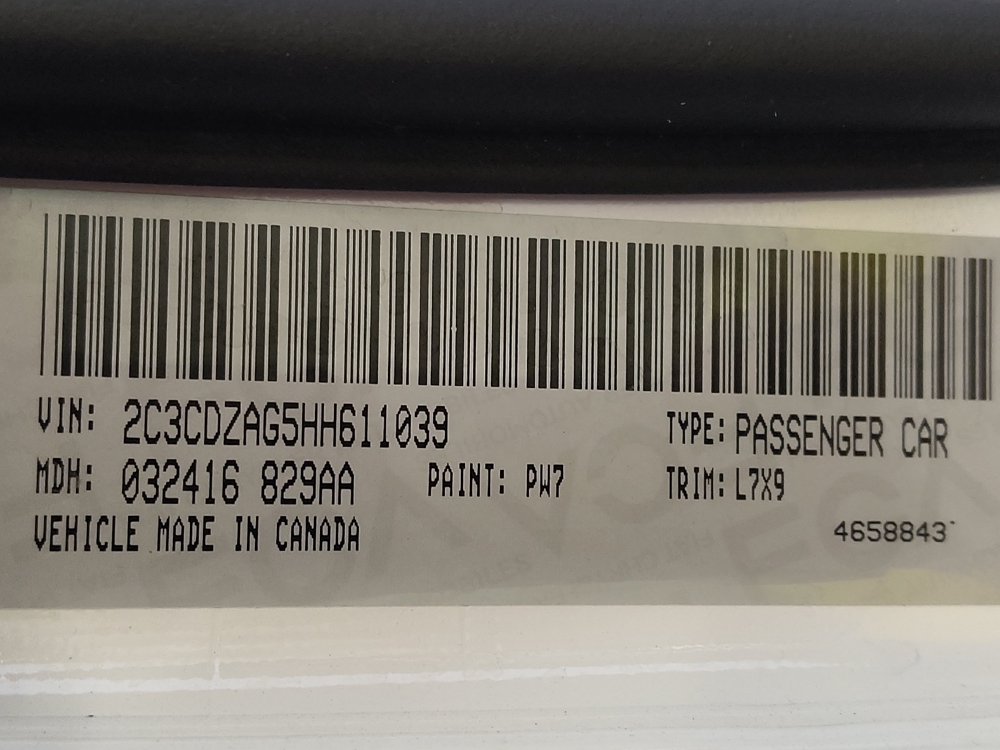 VIN: 2C3CDZAG5HH611039 TYPE: PASSENGER CAR
MDH: 032416 829AA PAINT: PW7 TRIM: L7X9
VEHICLE MADE IN CANADA 4658843